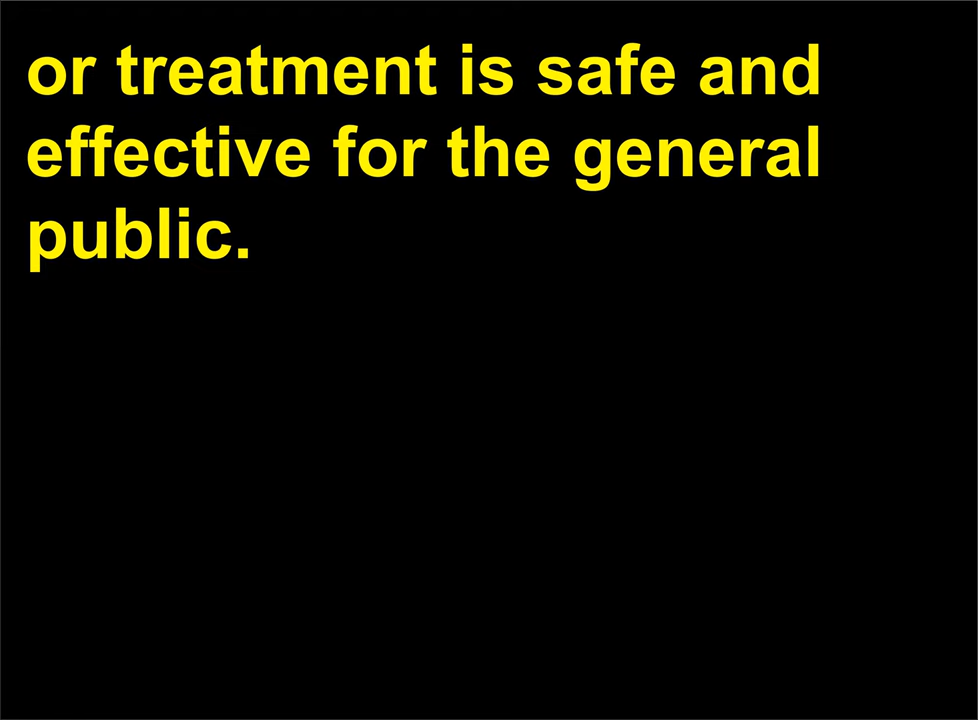 or treatment is safe and
effective for the general
public.